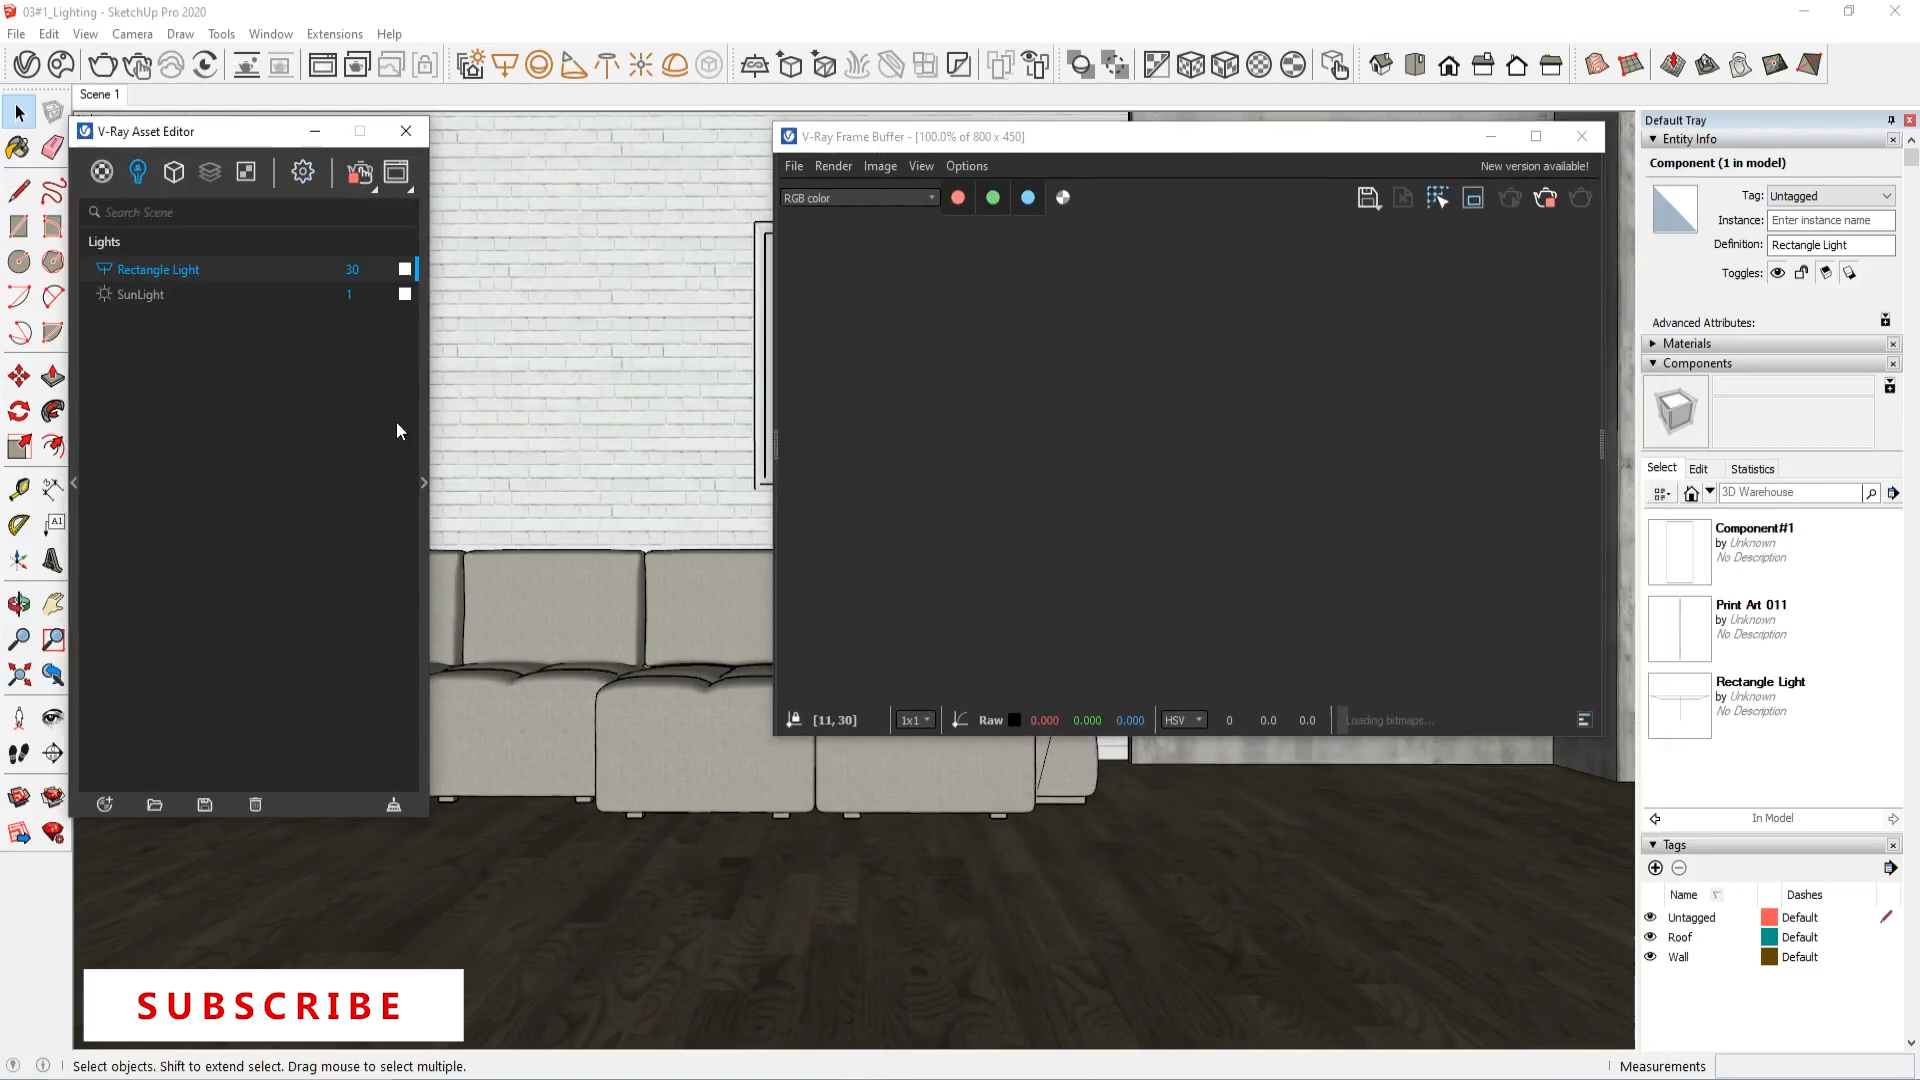 03#1_Lighting - SketchUp Pro 2020
File Edit View Camera Draw Tools Window Extensions Help
Scene 1
V-Ray Asset Editor
Search Scene
Lights
Rectangle Light 30
SunLight 1
V-Ray Frame Buffer - [100.0% of 800 x 450]
File Render Image View Options New version available!
RGB color
[11, 30] 1x1 Raw 0.000 0.000 0.000 HSV 0 0.0 0.0 Loading bitmaps...
Default Tray
Entity Info
Component (1 in model)
Tag: Untagged
Instance: Enter instance name
Definition: Rectangle Light
Toggles:
Advanced Attributes:
Materials
Components
Select Edit Statistics
3D Warehouse
Component#1
by Unknown
No Description
Print Art 011
by Unknown
No Description
Rectangle Light
by Unknown
No Description
In Model
Tags
Name Dashes
Untagged Default
Roof Default
Wall Default
A1
SUBSCRIBE
Select objects. Shift to extend select. Drag mouse to select multiple.
Measurements